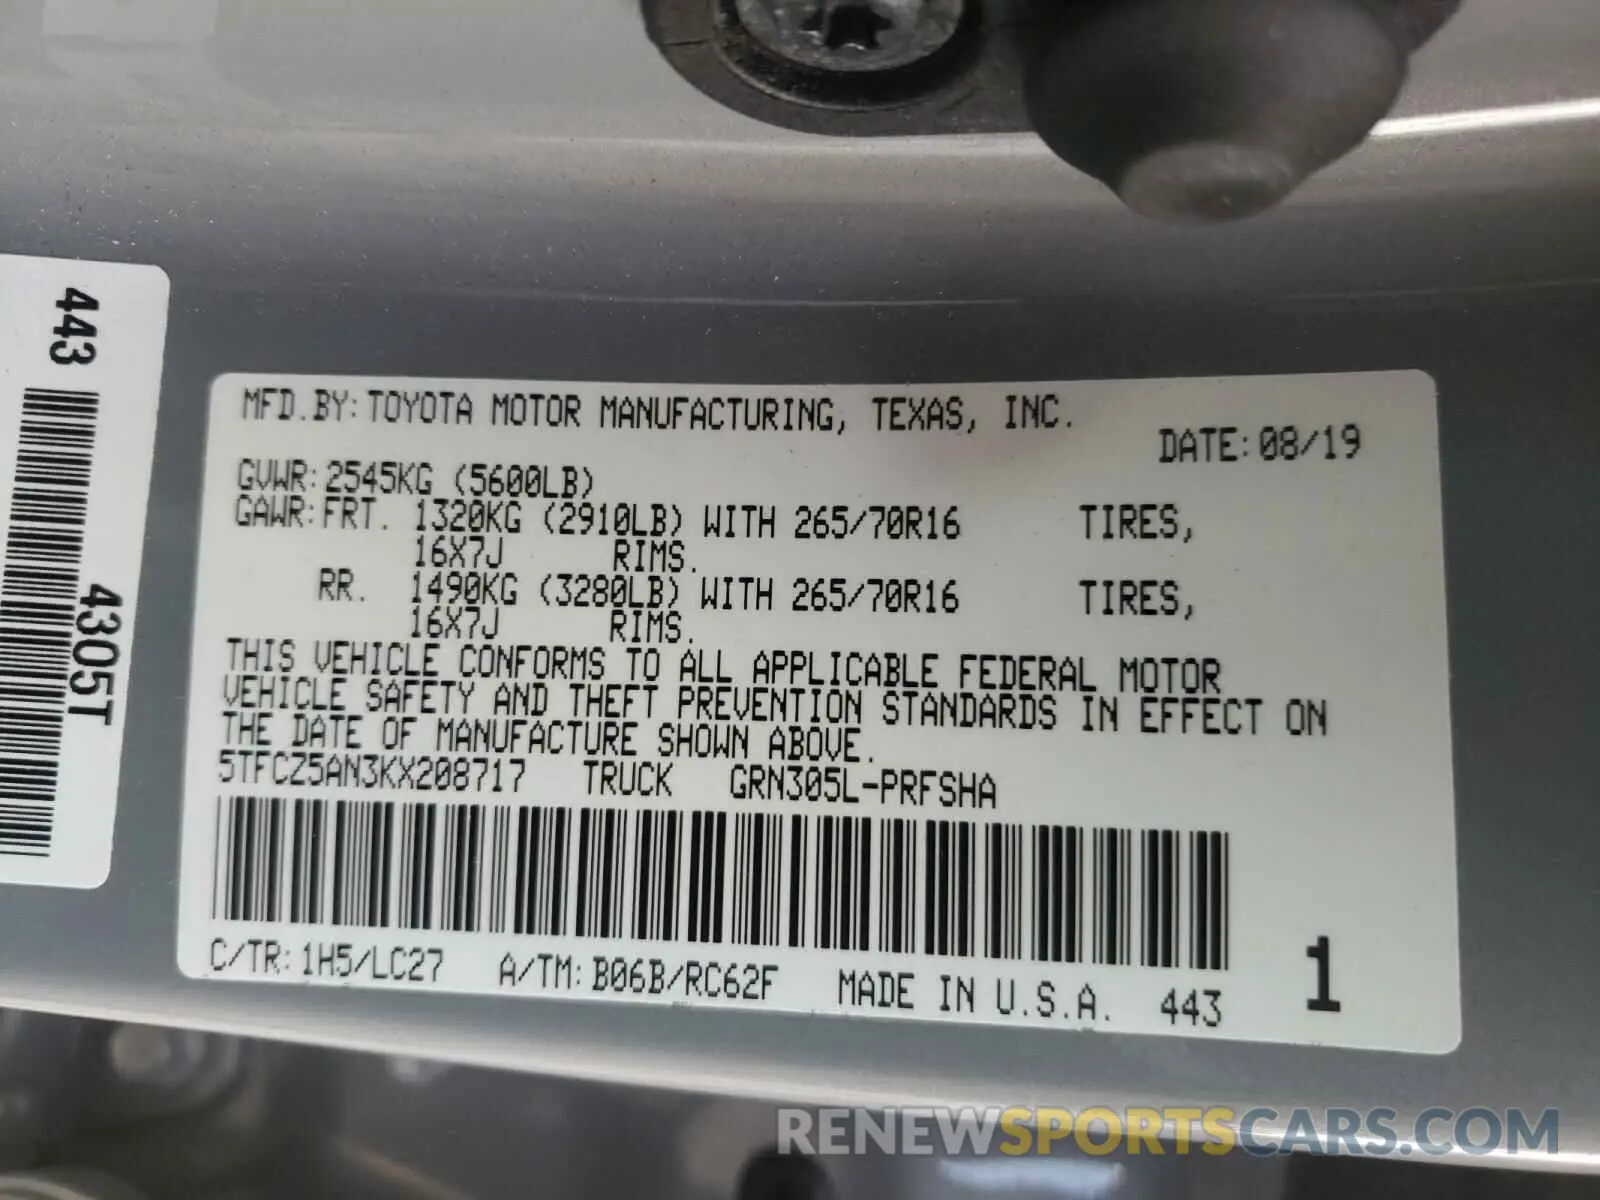 443
4305T
MFD.BY:TOYOTA MOTOR MANUFACTURING, TEXAS, INC.
DATE:08/19
GVWR:2545KG (5600LB)
GAWR:FRT. 1320KG (2910LB) WITH 265/70R16 TIRES,
16X7J RIMS.
RR. 1490KG (3280LB) WITH 265/70R16 TIRES,
16X7J RIMS.
THIS VEHICLE CONFORMS TO ALL APPLICABLE FEDERAL MOTOR
VEHICLE SAFETY AND THEFT PREVENTION STANDARDS IN EFFECT ON
THE DATE OF MANUFACTURE SHOWN ABOVE.
5TFCZ5AN3KX208717 TRUCK GRN305L-PRFSHA
C/TR:1H5/LC27 A/TM:B06B/RC62F MADE IN U.S.A. 443
1
RENEWSPORTSCARS.COM